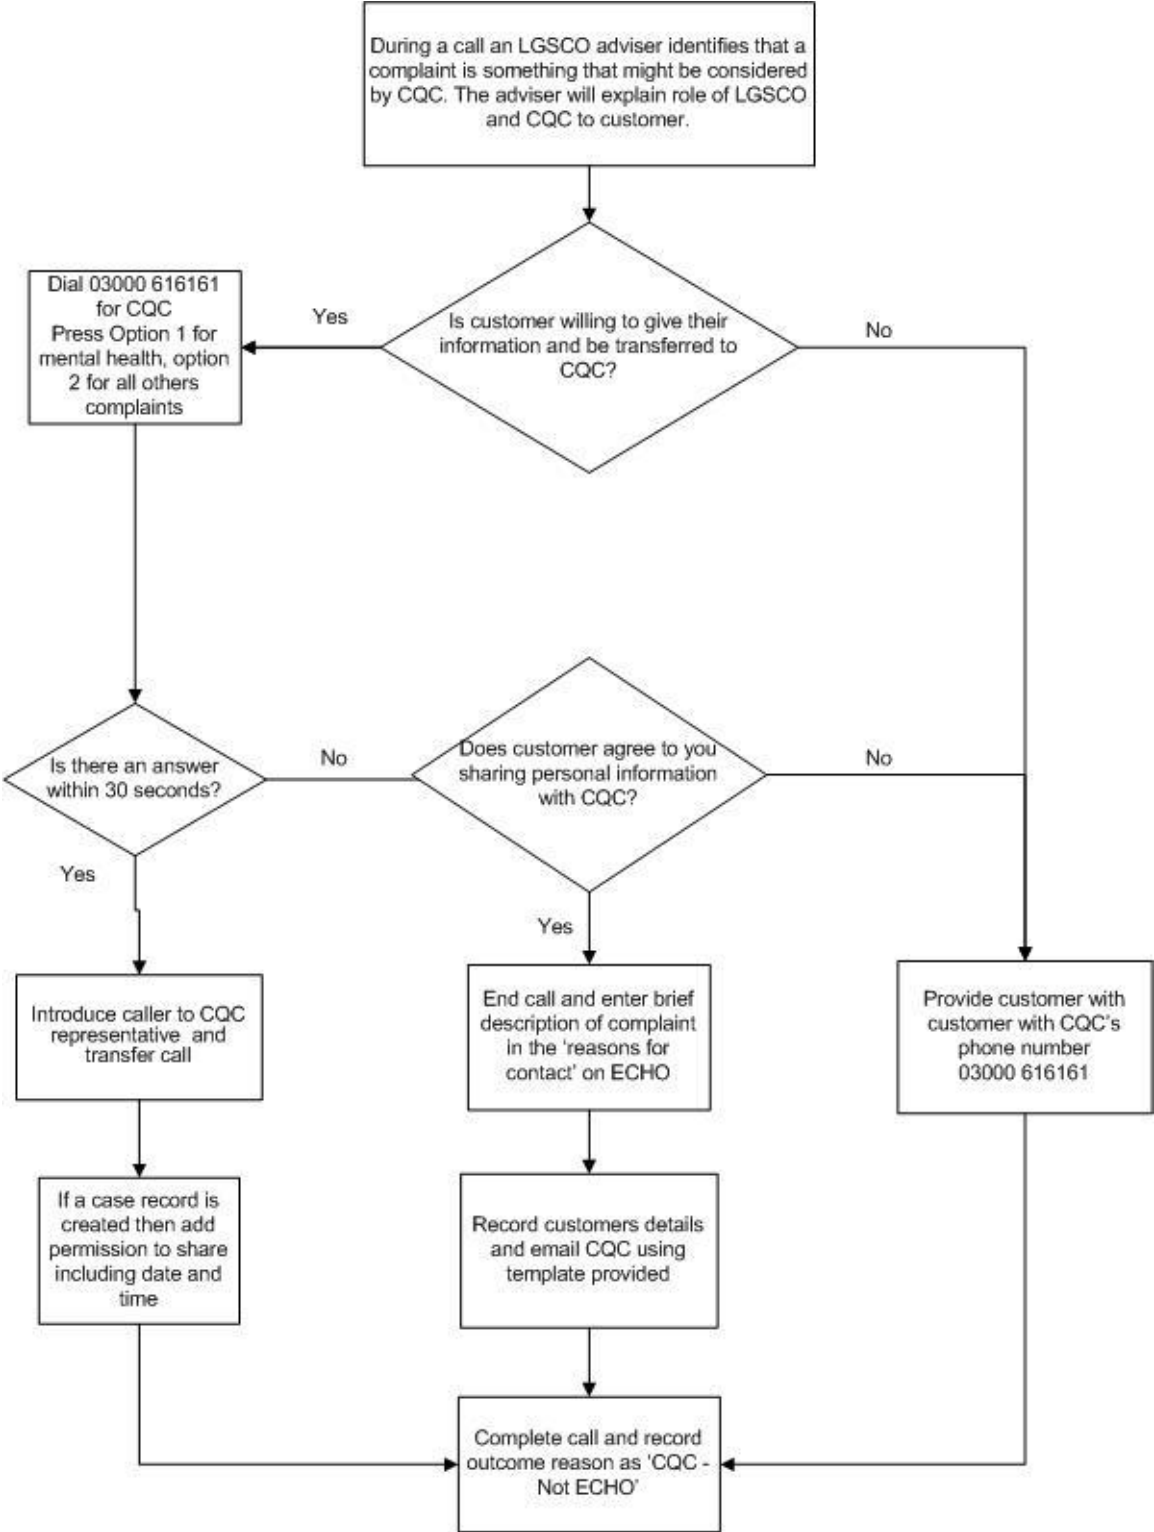 During a call an LGSCO adviser identifies that a
complaint is something that might be considered
by CQC. The adviser will explain role of LGSCO
and CQC to customer.
Dial 03000 616161
for CQC
Press Option 1 for
mental health, option
2 for all others
complaints
Yes
Is customer willing to give their
information and be transferred to
CQC?
No
Is there an answer
within 30 seconds?
No
Does customer agree to you
sharing personal information
with CQC?
No
Yes
Yes
Introduce caller to CQC
representative and
transfer call
End call and enter brief
description of complaint
in the ‘reasons for
contact’ on ECHO
Provide customer with
customer with CQC’s
phone number
03000 616161
If a case record is
created then add
permission to share
including date and
time
Record customers details
and email CQC using
template provided
Complete call and record
outcome reason as ‘CQC -
Not ECHO’